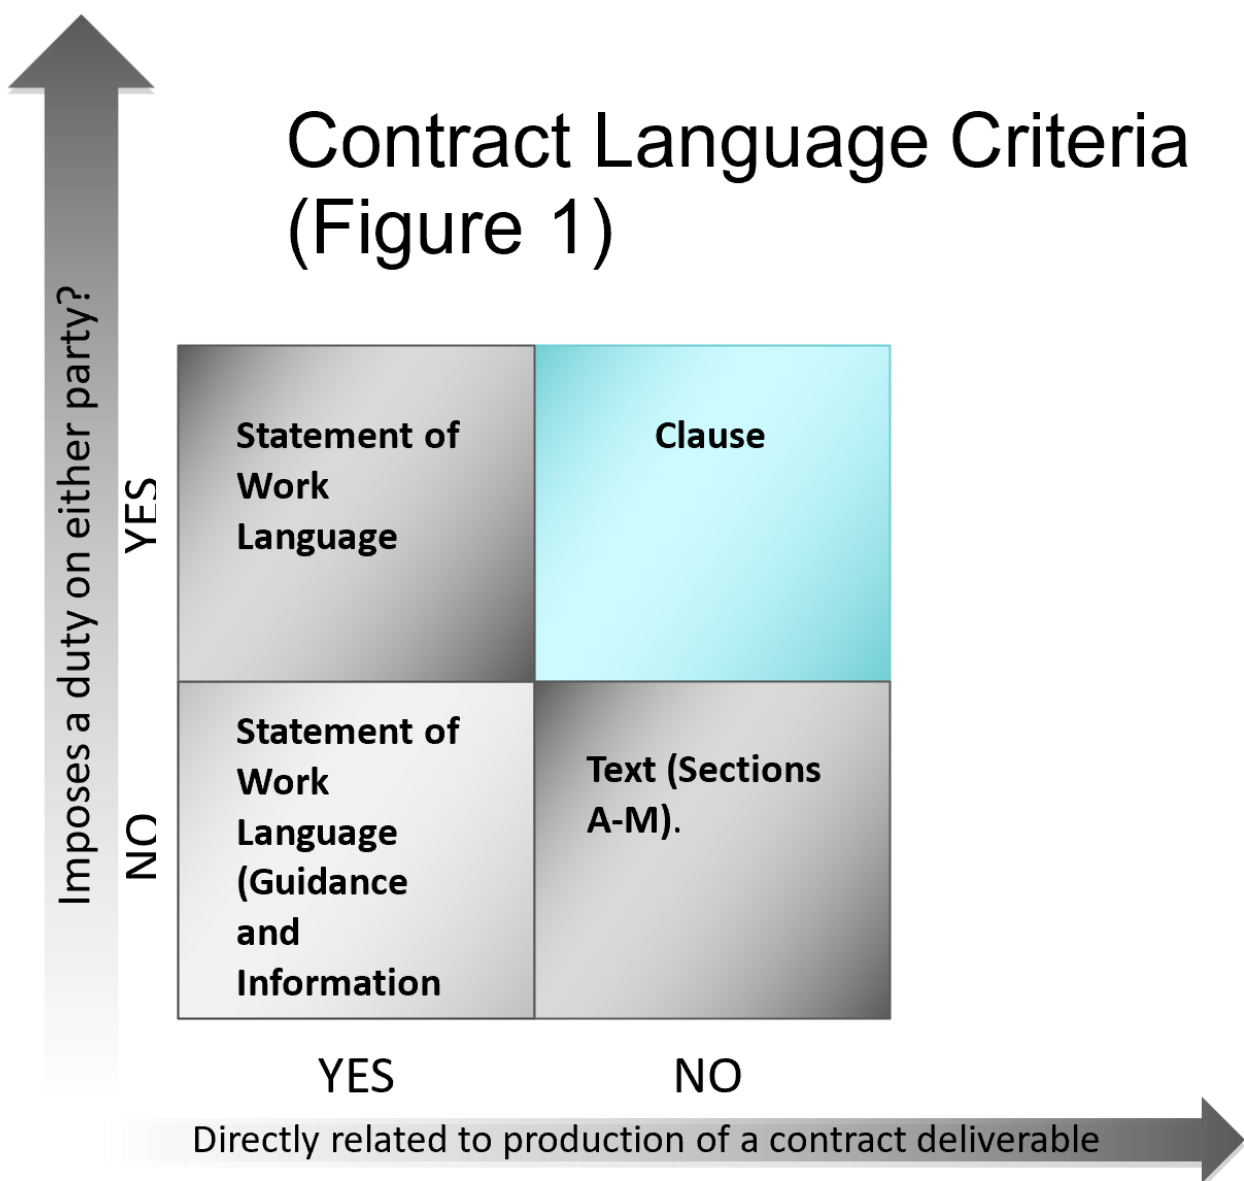 Contract Language Criteria
(Figure 1)
Imposes a duty on either party?
YES
NO
Statement of
Work
Language
Clause
Statement of
Work
Language
(Guidance
and
Information
Text (Sections
A-M).
YES
NO
Directly related to production of a contract deliverable